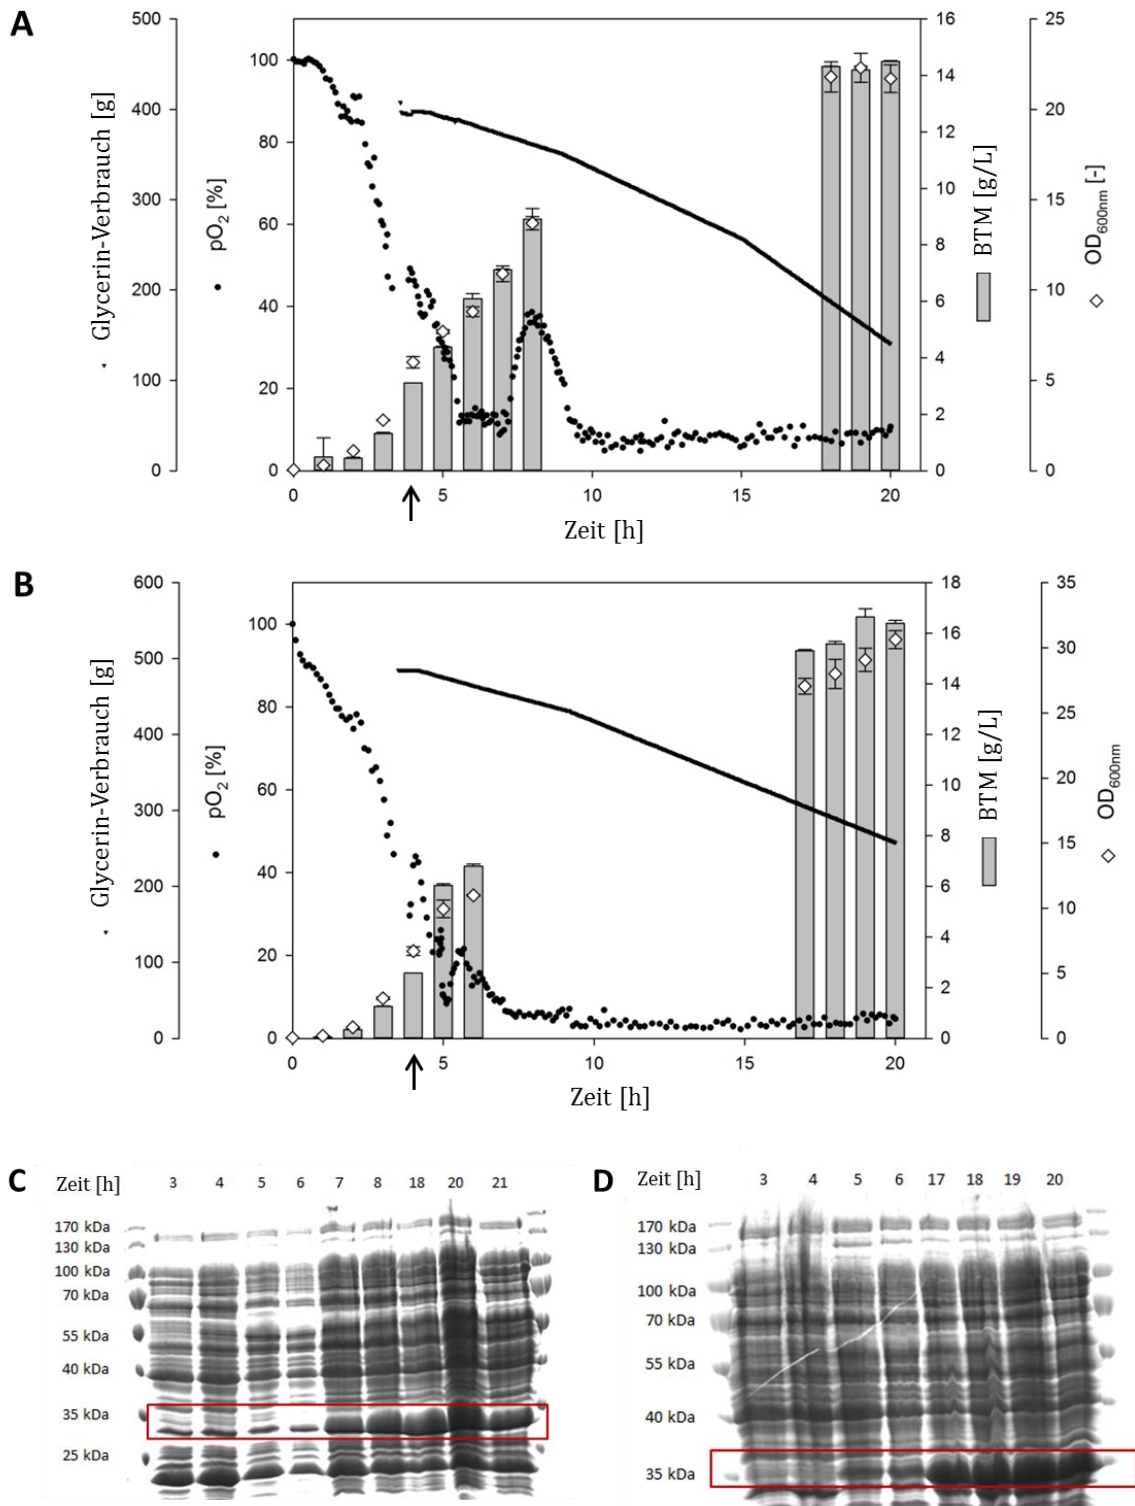 A
Glycerin-Verbrauch [g]
500
400
300
200
100
0
pO2 [%]
100
80
60
40
20
0
16
14
12
10
8
6
4
2
0
BTM [g/L]
25
20
15
10
5
0
OD600nm [-]
0 5 10 15 20
Zeit [h]
B
Glycerin-Verbrauch [g]
600
500
400
300
200
100
0
pO2 [%]
100
80
60
40
20
0
18
16
14
12
10
8
6
4
2
0
BTM [g/L]
35
30
25
20
15
10
5
0
OD600nm
0 5 10 15 20
Zeit [h]
C
Zeit [h] 3 4 5 6 7 8 18 20 21
170 kDa
130 kDa
100 kDa
70 kDa
55 kDa
40 kDa
35 kDa
25 kDa
D
Zeit [h] 3 4 5 6 17 18 19 20
170 kDa
130 kDa
100 kDa
70 kDa
55 kDa
40 kDa
35 kDa